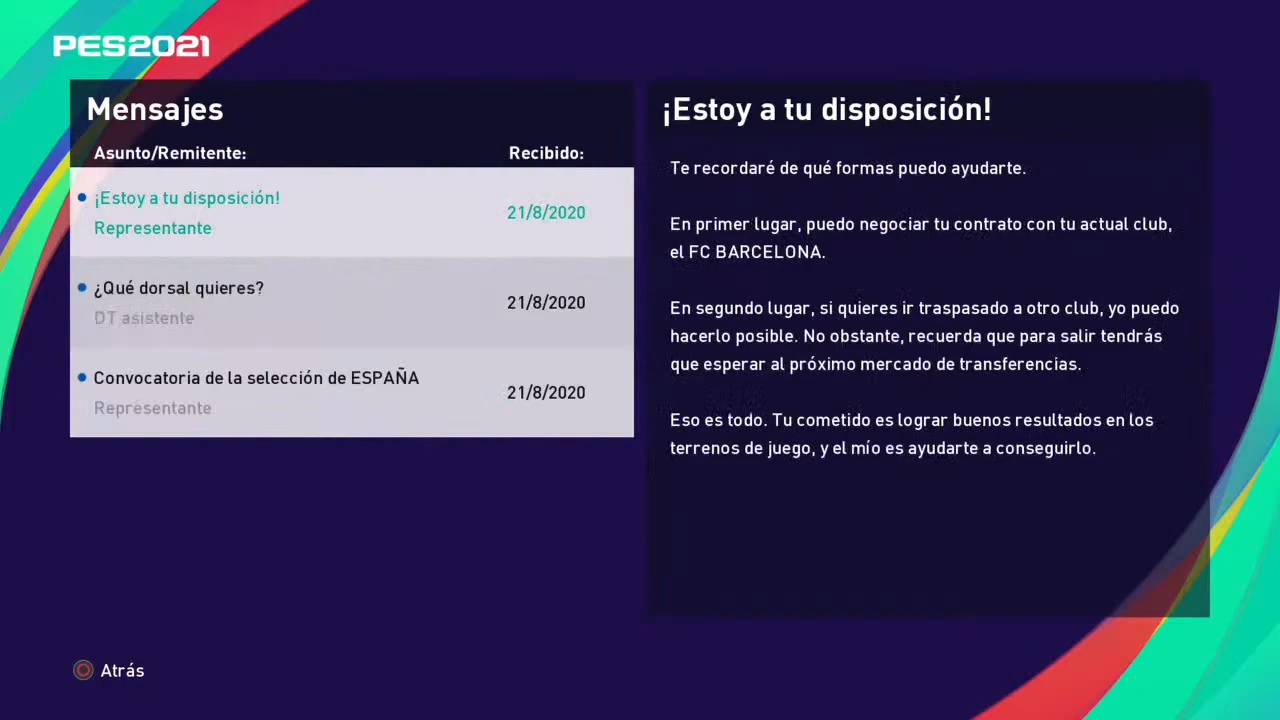 PES2021
Mensajes
Asunto/Remitente: Recibido:
¡Estoy a tu disposición!
Representante
21/8/2020
¿Qué dorsal quieres?
DT asistente
21/8/2020
Convocatoria de la selección de ESPAÑA
Representante
21/8/2020
¡Estoy a tu disposición!
Te recordaré de qué formas puedo ayudarte.
En primer lugar, puedo negociar tu contrato con tu actual club,
el FC BARCELONA.
En segundo lugar, si quieres ir traspasado a otro club, yo puedo
hacerlo posible. No obstante, recuerda que para salir tendrás
que esperar al próximo mercado de transferencias.
Eso es todo. Tu cometido es lograr buenos resultados en los
terrenos de juego, y el mío es ayudarte a conseguirlo.
Atrás